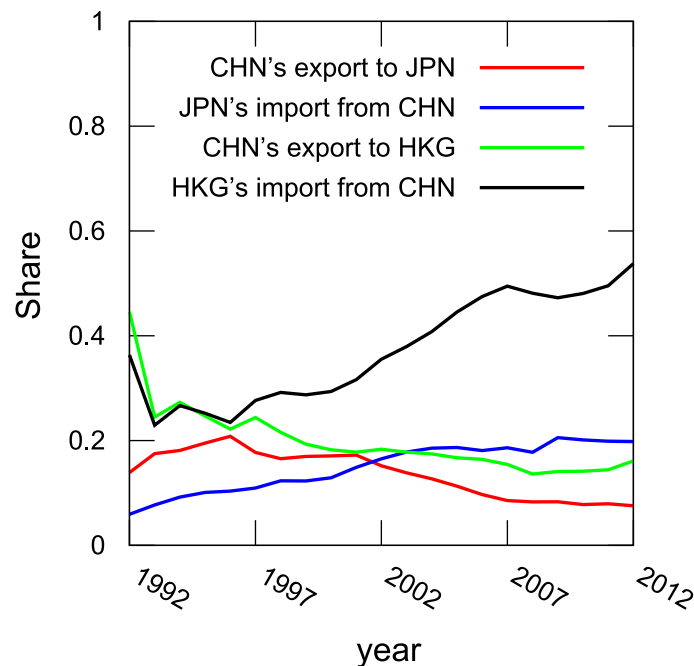 1
0.8
0.6
0.4
0.2
0
Share
CHN's export to JPN
JPN's import from CHN
CHN's export to HKG
HKG's import from CHN
1992
1997
2002
2007
2012
year